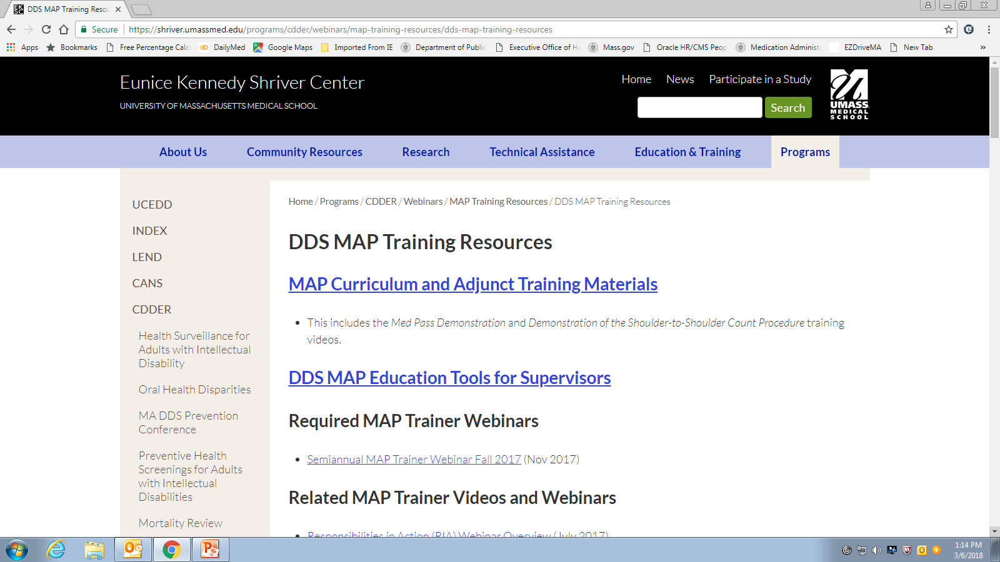 EK
SC
DDS MAP Training Resou
Secure
https://shriver.umassmed.edu/programs/cdder/webinars/map-training-resources/dds-map-training-resources
Apps
Bookmarks
Free Percentage Calc
DailyMed
Google Maps
Imported From IE
Department of Public
Executive Office of He
Mass.gov
Oracle HR/CMS Peop
Medication Administr
EZDriveMA
New Tab
»
Eunice Kennedy Shriver Center
UNIVERSITY OF MASSACHUSETTS MEDICAL SCHOOL
Home
News
Participate in a Study
Search
UMASS
MEDICAL
SCHOOL
About Us
Community Resources
Research
Technical Assistance
Education & Training
Programs
UCEDD
INDEX
LEND
CANS
CDDER
Health Surveillance for
Adults with Intellectual
Disability
Oral Health Disparities
MA DDS Prevention
Conference
Preventive Health
Screenings for Adults
with Intellectual
Disabilities
Mortality Review
Home / Programs / CDDER / Webinars / MAP Training Resources / DDS MAP Training Resources
DDS MAP Training Resources
MAP Curriculum and Adjunct Training Materials
• This includes the Med Pass Demonstration and Demonstration of the Shoulder-to-Shoulder Count Procedure training
videos.
DDS MAP Education Tools for Supervisors
Required MAP Trainer Webinars
• Semiannual MAP Trainer Webinar Fall 2017 (Nov 2017)
Related MAP Trainer Videos and Webinars
• Responsibilities in Action (RIA) Webinar Overview (July 2017)
1:14 PM
3/6/2018